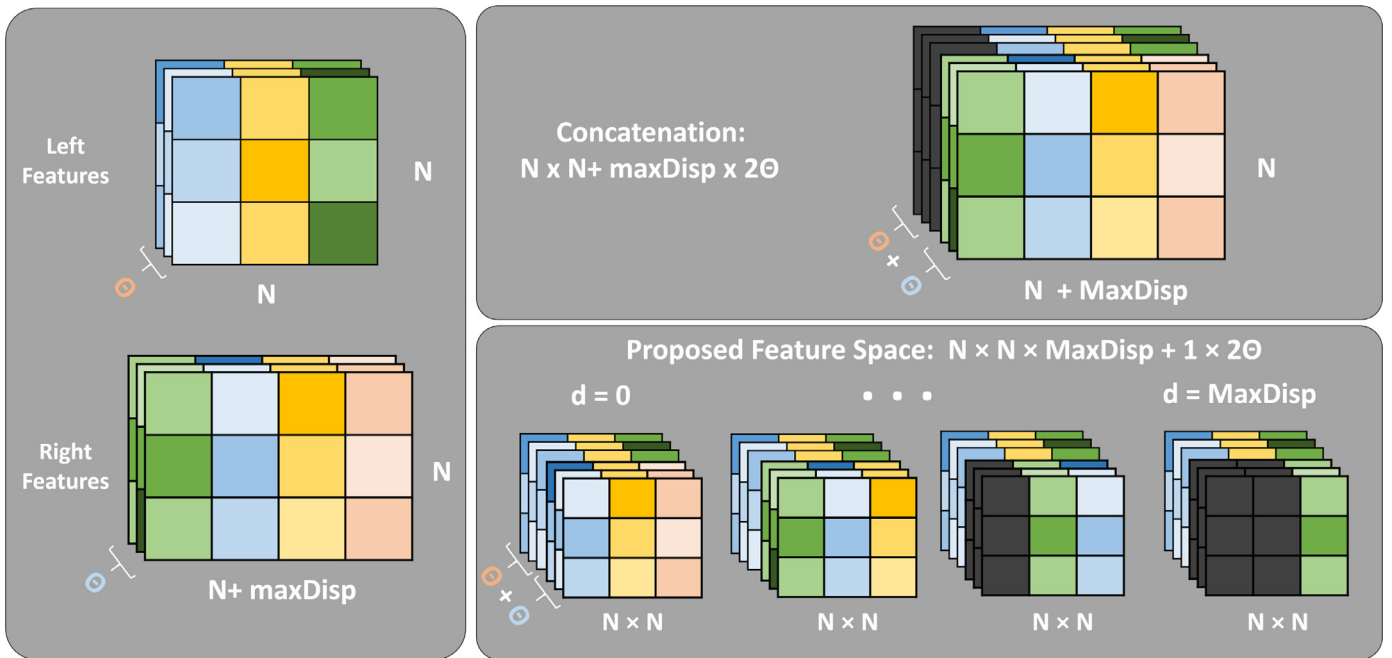 Left
Features
N
Θ
N
Right
Features
N
Θ
N+ maxDisp
Concatenation:
N x N+ maxDisp x 2Θ
N
Θ + Θ
N + MaxDisp
Proposed Feature Space: N × N × MaxDisp + 1 × 2Θ
d = 0
. . .
d = MaxDisp
Θ + Θ
N × N
N × N
N × N
N × N